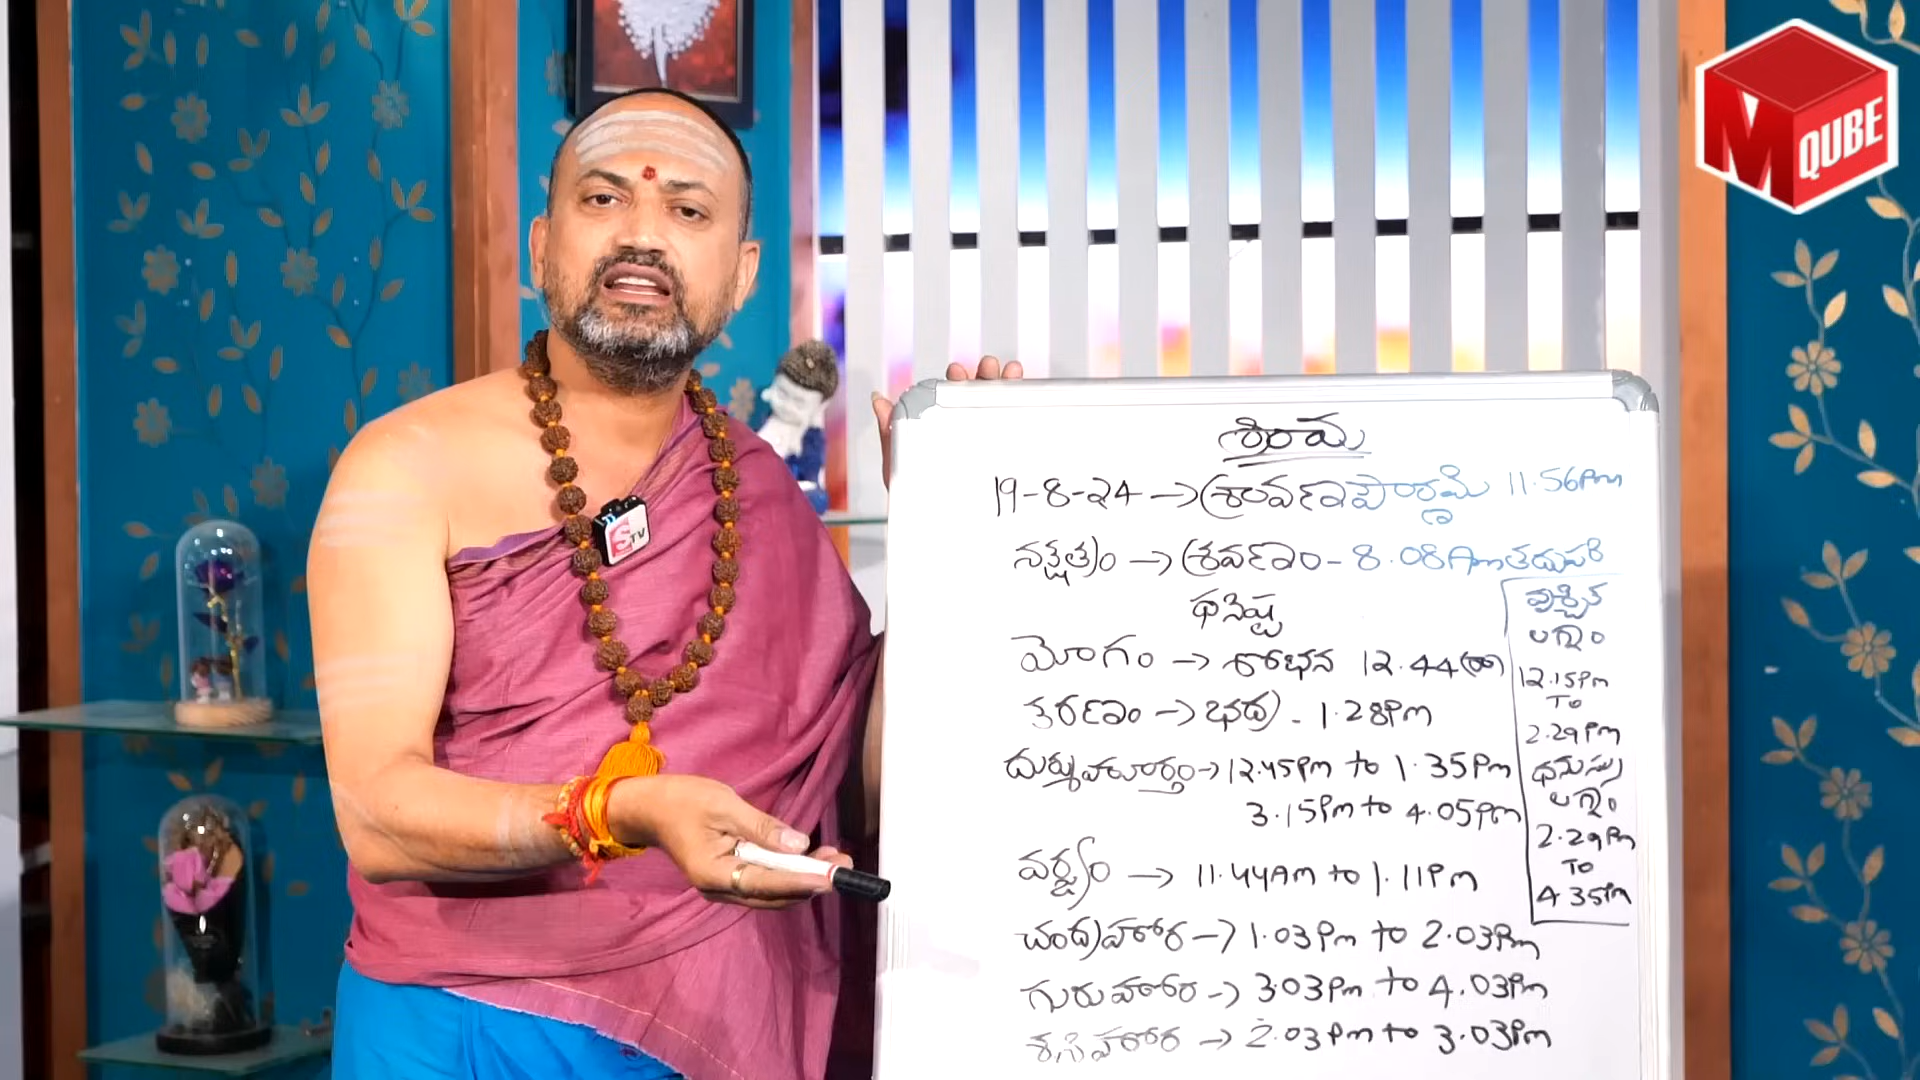 శ్రీరామ
19-8-24 → శ్రావణ పౌర్ణమి 11.56Pm
నక్షత్రం → శ్రవణం - 8.08Am తదుపరి
ధనిష్ట
యోగం → శోభన 12.44(రా)
కరణం → భద్ర - 1.28Pm
దుర్ముహూర్తం → 12.45Pm to 1.35Pm
3.15Pm to 4.05Pm
వర్జ్యం → 11.44Am to 1.11Pm
చంద్రహోర → 1.03Pm to 2.03Pm
గురుహోర → 3.03Pm to 4.03Pm
శనిహోర → 2.03Pm to 3.03Pm
వృశ్చిక
లగ్నం
12.15Pm
To
2.29Pm
ధనుస్సు
లగ్నం
2.29Pm
To
4.35Pm
M QUBE
S TV